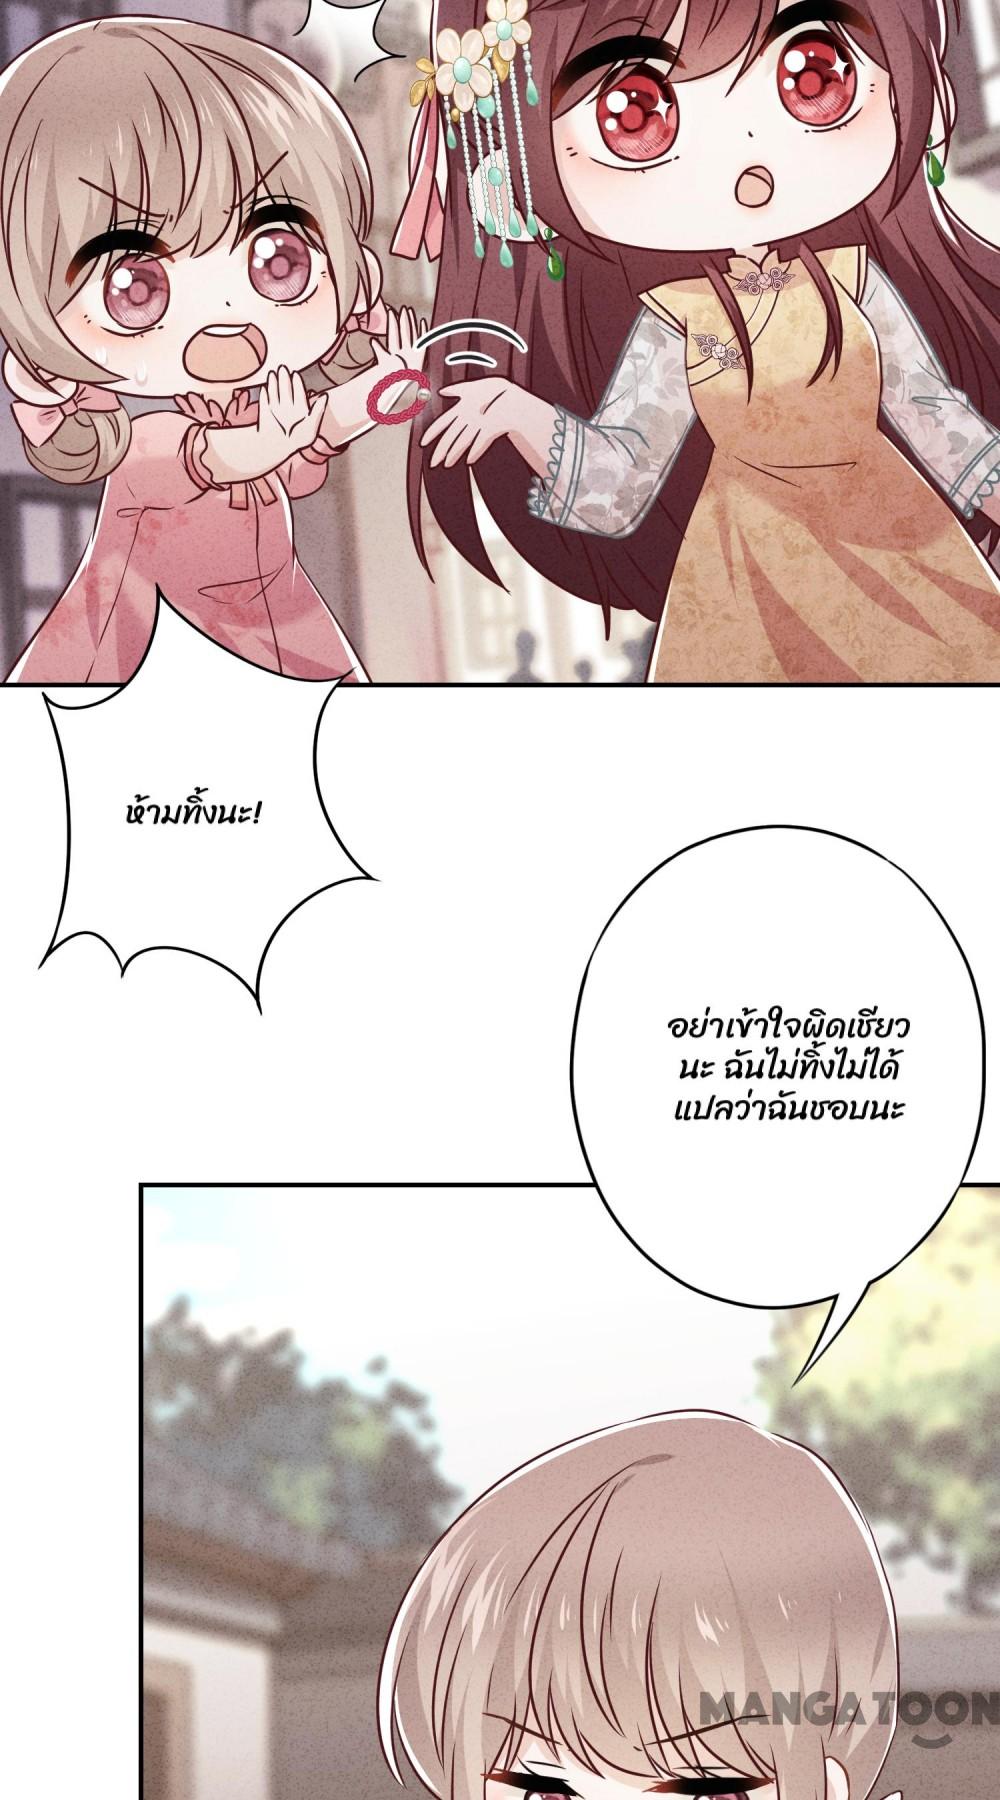 ห้ามทิ้งนะ!
อย่าเข้าใจผิดเชียว
นะ ฉันไม่ทิ้งไม่ได้
แปลว่าฉันชอบนะ
MANGATOON